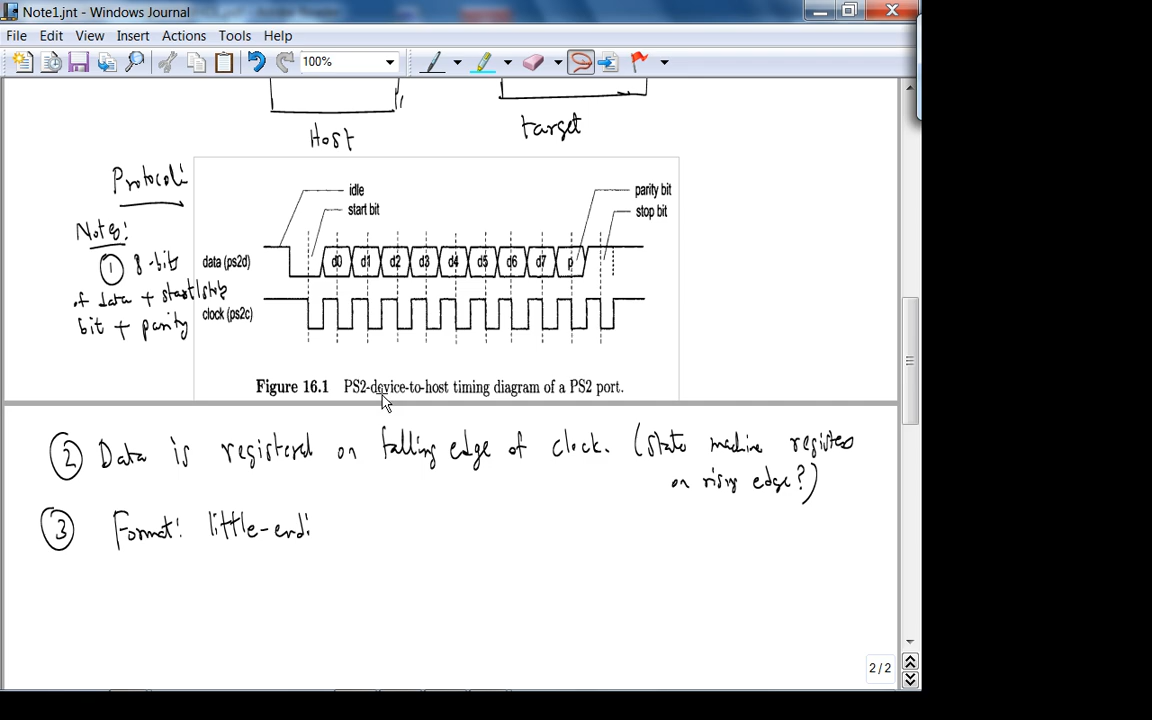 Note1.jnt - Windows Journal
File Edit View Insert Actions Tools Help
100%
Host
target
Protocol:
Notes:
① 8-bits
of data + start/stop
bit + parity
idle
start bit
parity bit
stop bit
data (ps2d)
d0 d1 d2 d3 d4 d5 d6 d7 p
clock (ps2c)
Figure 16.1 PS2-device-to-host timing diagram of a PS2 port.
② Data is registered on falling edge of clock. (state machine registers
on rising edge?)
③ Format: little-endi
2 / 2